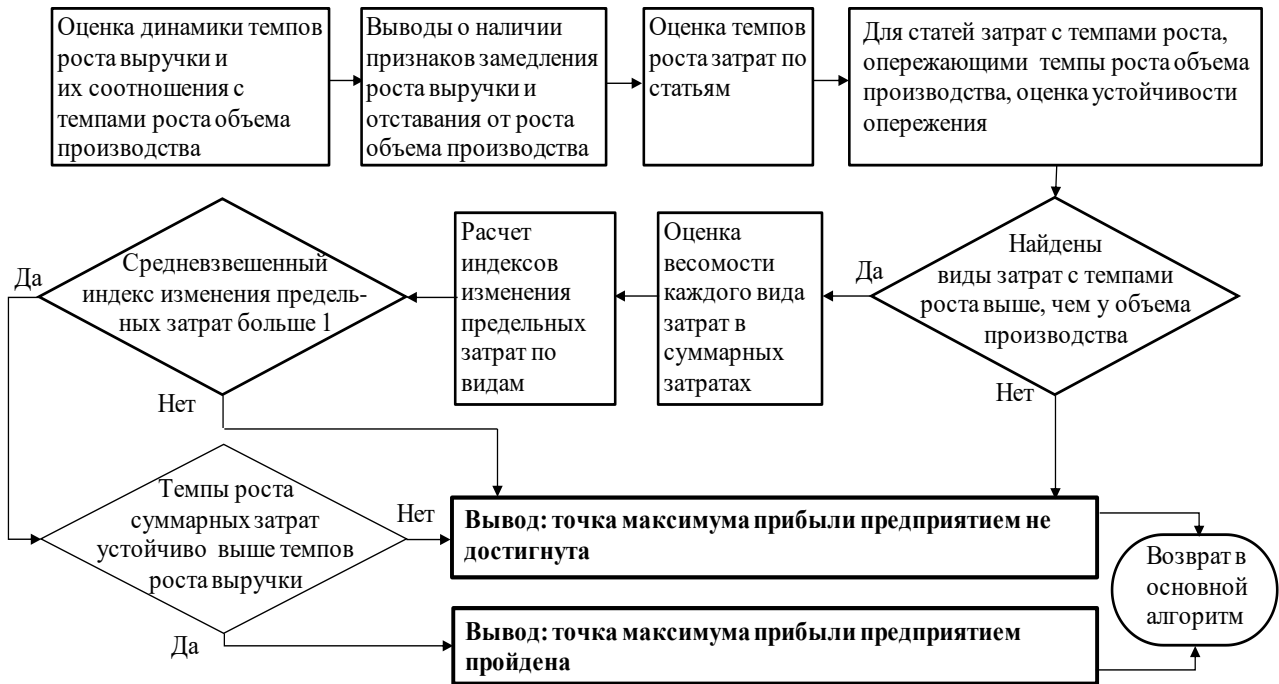 Оценка динамики темпов
роста выручки и
их соотношения с
темпами роста объема
производства
Выводы о наличии
признаков замедления
роста выручки и
отставания от роста
объема производства
Оценка темпов
роста затрат по
статьям
Для статей затрат с темпами роста,
опережающими темпы роста объема
производства, оценка устойчивости
опережения
Найдены
виды затрат с темпами
роста выше, чем у объема
производства
Да
Нет
Оценка
весомости
каждого вида
затрат в
суммарных
затратах
Расчет
индексов
изменения
предельных
затрат по
видам
Средневзвешенный
индекс изменения предель-
ных затрат больше 1
Да
Нет
Темпы роста
суммарных затрат
устойчиво выше темпов
роста выручки
Нет
Да
Вывод: точка максимума прибыли предприятием не
достигнута
Вывод: точка максимума прибыли предприятием
пройдена
Возврат в
основной
алгоритм